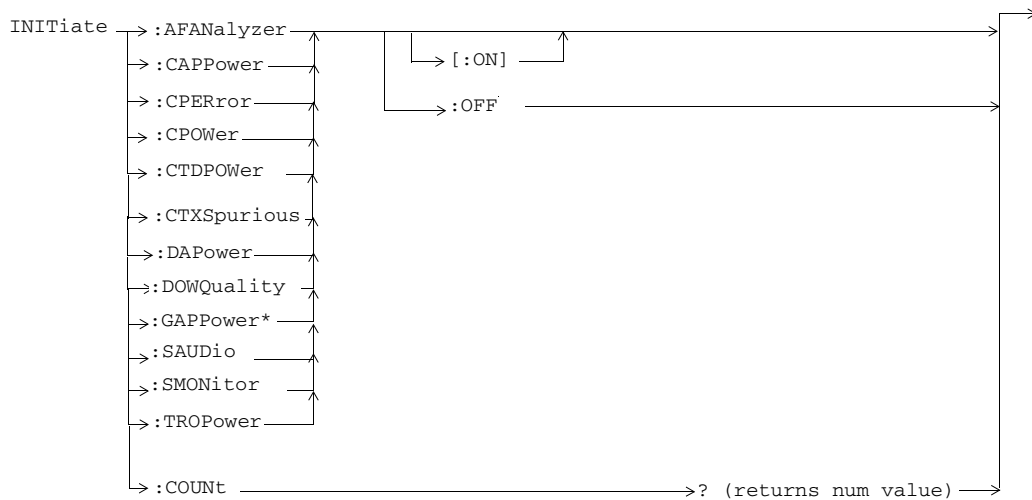 INITiate
:AFANalyzer
[:ON]
:CAPPower
:CPERror
:OFF
:CPOWer
:CTDPOWer
:CTXSpurious
:DAPower
:DOWQuality
:GAPPower*
:SAUDio
:SMONitor
:TROPower
:COUNt
? (returns num value)